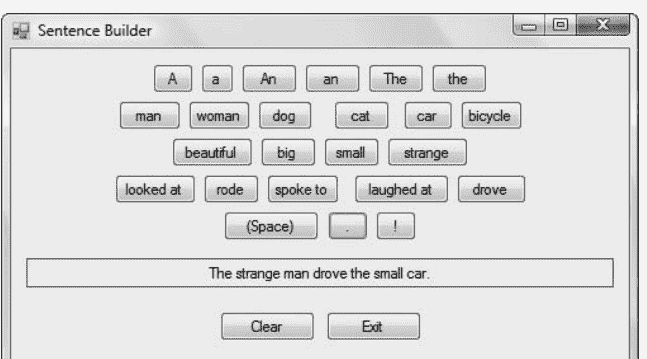 Sentence Builder
A a An an The the
man woman dog cat car bicycle
beautiful big small strange
looked at rode spoke to laughed at drove
(Space) . !
The strange man drove the small car.
Clear Exit